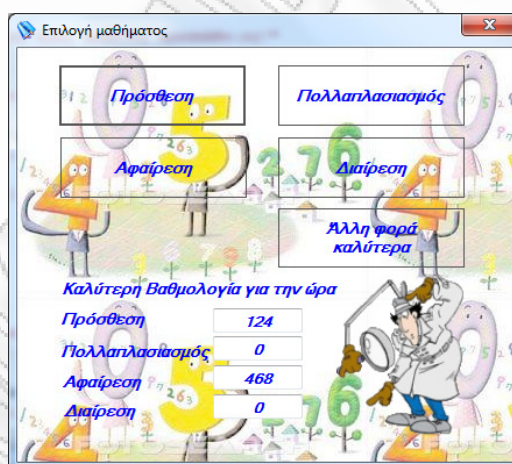 Επιλογή μαθήματος
Πρόσθεση
Πολλαπλασιασμός
Αφαίρεση
Διαίρεση
Άλλη φορά
καλύτερα
Καλύτερη Βαθμολογία για την ώρα
Πρόσθεση 124
Πολλαπλασιασμός 0
Αφαίρεση 468
Διαίρεση 0